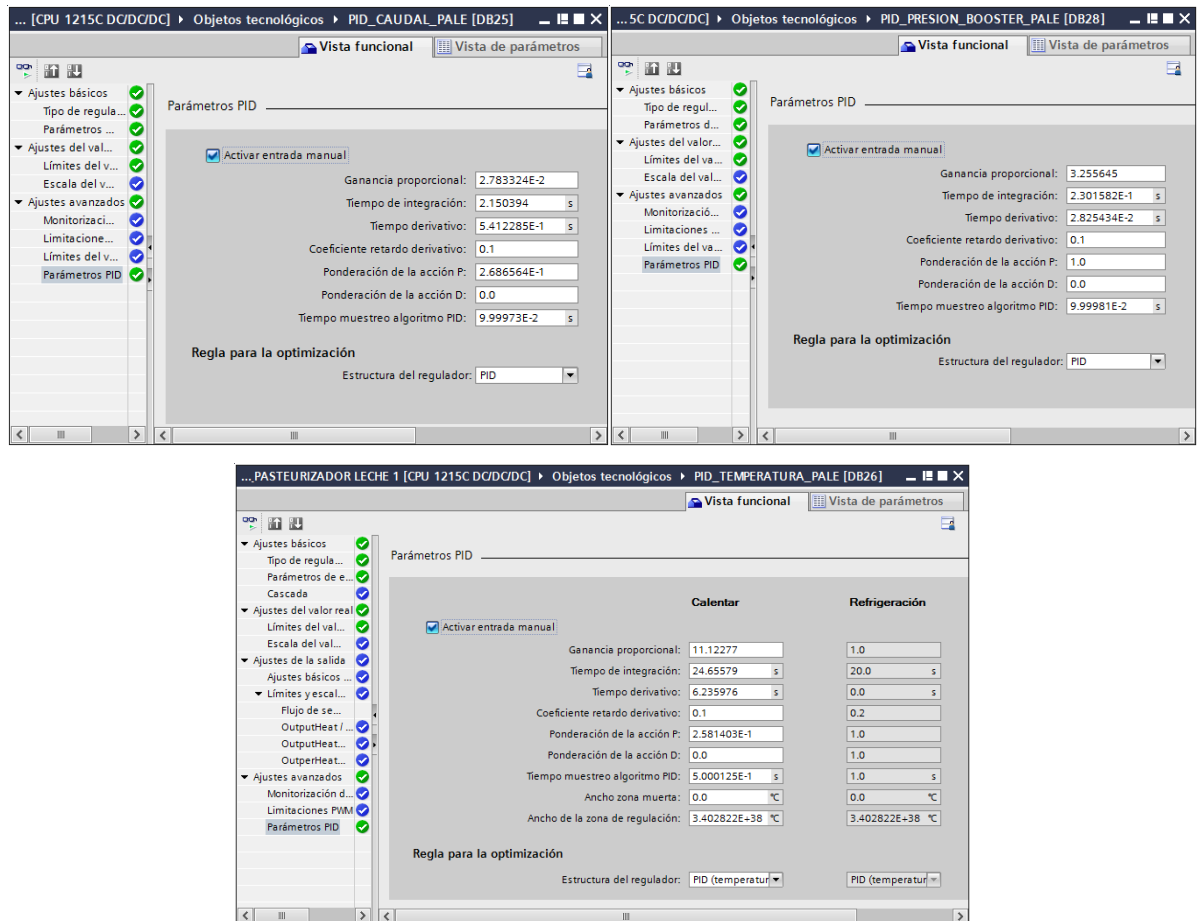 ... [CPU 1215C DC/DC/DC] ▸ Objetos tecnológicos ▸ PID_CAUDAL_PALE [DB25]
Vista funcional
Vista de parámetros
Ajustes básicos
Tipo de regula...
Parámetros ...
Ajustes del val...
Límites del v...
Escala del v...
Ajustes avanzados
Monitorizaci...
Limitacione...
Límites del v...
Parámetros PID
Parámetros PID
Activar entrada manual
Ganancia proporcional: 2.783324E-2
Tiempo de integración: 2.150394 s
Tiempo derivativo: 5.412285E-1 s
Coeficiente retardo derivativo: 0.1
Ponderación de la acción P: 2.686564E-1
Ponderación de la acción D: 0.0
Tiempo muestreo algoritmo PID: 9.99973E-2 s
Regla para la optimización
Estructura del regulador: PID
...5C DC/DC/DC] ▸ Objetos tecnológicos ▸ PID_PRESION_BOOSTER_PALE [DB28]
Vista funcional
Vista de parámetros
Ajustes básicos
Tipo de regul...
Parámetros d...
Ajustes del valor...
Límites del va...
Escala del val...
Ajustes avanzados
Monitorizació...
Limitaciones ...
Límites del va...
Parámetros PID
Parámetros PID
Activar entrada manual
Ganancia proporcional: 3.255645
Tiempo de integración: 2.301582E-1 s
Tiempo derivativo: 2.825434E-2 s
Coeficiente retardo derivativo: 0.1
Ponderación de la acción P: 1.0
Ponderación de la acción D: 0.0
Tiempo muestreo algoritmo PID: 9.99981E-2 s
Regla para la optimización
Estructura del regulador: PID
..._PASTEURIZADOR LECHE 1 [CPU 1215C DC/DC/DC] ▸ Objetos tecnológicos ▸ PID_TEMPERATURA_PALE [DB26]
Vista funcional
Vista de parámetros
Ajustes básicos
Tipo de regula...
Parámetros de e...
Cascada
Ajustes del valor real
Límites del val...
Escala del val...
Ajustes de la salida
Ajustes básicos ...
Límites y escal...
Flujo de se...
OutputHeat / ...
OutputHeat...
OutperHeat...
Ajustes avanzados
Monitorización d...
Limitaciones PWM
Parámetros PID
Parámetros PID
Calentar Refrigeración
Activar entrada manual
Ganancia proporcional: 11.12277 1.0
Tiempo de integración: 24.65579 s 20.0 s
Tiempo derivativo: 6.235976 s 0.0 s
Coeficiente retardo derivativo: 0.1 0.2
Ponderación de la acción P: 2.581403E-1 1.0
Ponderación de la acción D: 0.0 1.0
Tiempo muestreo algoritmo PID: 5.000125E-1 s 1.0 s
Ancho zona muerta: 0.0 °C 0.0 °C
Ancho de la zona de regulación: 3.402822E+38 °C 3.402822E+38 °C
Regla para la optimización
Estructura del regulador: PID (temperatur PID (temperatur